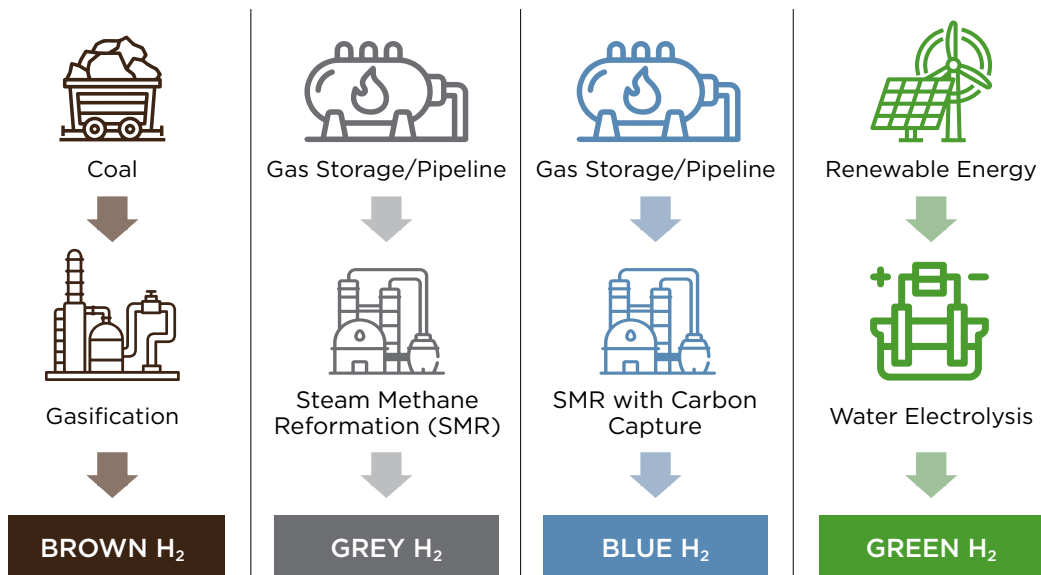 Coal
Gasification
BROWN H₂
Gas Storage/Pipeline
Steam Methane
Reformation (SMR)
GREY H₂
Gas Storage/Pipeline
SMR with Carbon
Capture
BLUE H₂
Renewable Energy
+ −
Water Electrolysis
GREEN H₂